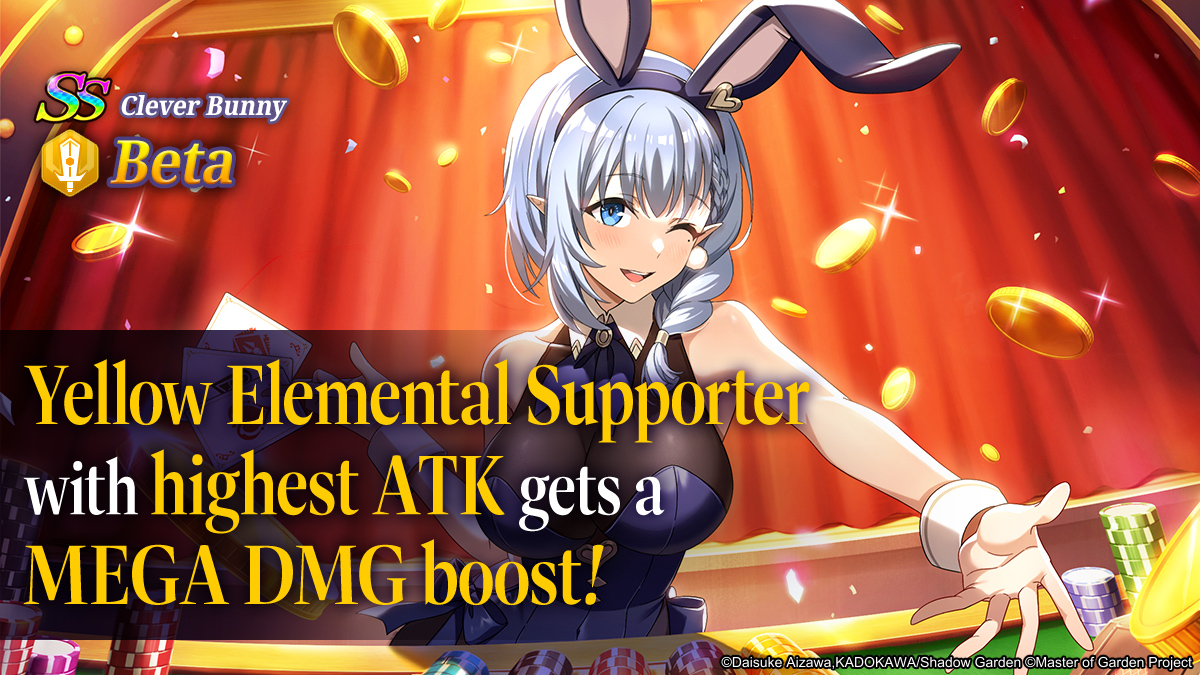 SS Clever Bunny
Beta
Yellow Elemental Supporter
with highest ATK gets a
MEGA DMG boost!
©Daisuke Aizawa,KADOKAWA/Shadow Garden ©Master of Garden Project